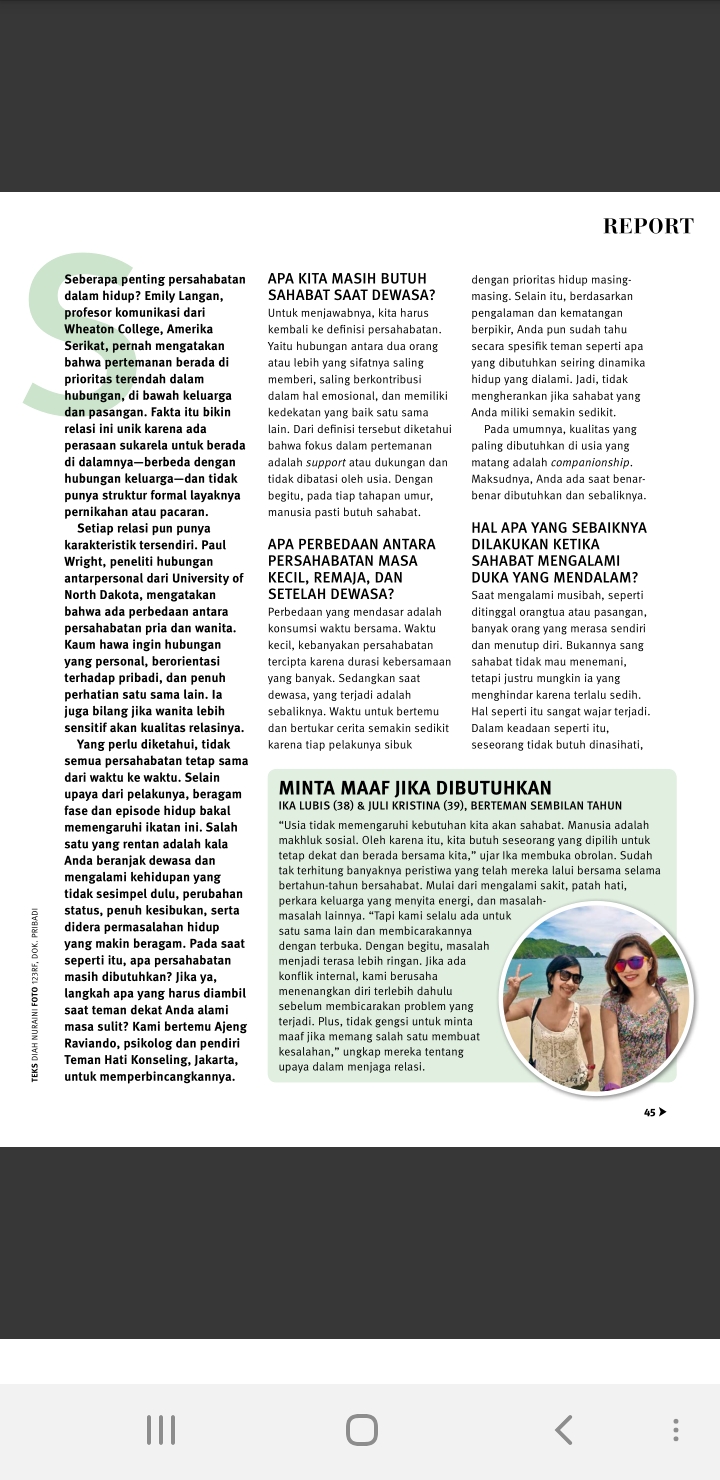 REPORT
Seberapa penting persahabatan
dalam hidup? Emily Langan,
profesor komunikasi dari
Wheaton College, Amerika
Serikat, pernah mengatakan
bahwa pertemanan berada di
prioritas terendah dalam
hubungan, di bawah keluarga
dan pasangan. Fakta itu bikin
relasi ini unik karena ada
perasaan sukarela untuk berada
di dalamnya—berbeda dengan
hubungan keluarga—dan tidak
punya struktur formal layaknya
pernikahan atau pacaran.
Setiap relasi pun punya
karakteristik tersendiri. Paul
Wright, peneliti hubungan
antarpersonal dari University of
North Dakota, mengatakan
bahwa ada perbedaan antara
persahabatan pria dan wanita.
Kaum hawa ingin hubungan
yang personal, berorientasi
terhadap pribadi, dan penuh
perhatian satu sama lain. Ia
juga bilang jika wanita lebih
sensitif akan kualitas relasinya.
Yang perlu diketahui, tidak
semua persahabatan tetap sama
dari waktu ke waktu. Selain
upaya dari pelakunya, beragam
fase dan episode hidup bakal
memengaruhi ikatan ini. Salah
satu yang rentan adalah kala
Anda beranjak dewasa dan
mengalami kehidupan yang
tidak sesimpel dulu, perubahan
status, penuh kesibukan, serta
didera permasalahan hidup
yang makin beragam. Pada saat
seperti itu, apa persahabatan
masih dibutuhkan? Jika ya,
langkah apa yang harus diambil
saat teman dekat Anda alami
masa sulit? Kami bertemu Ajeng
Raviando, psikolog dan pendiri
Teman Hati Konseling, Jakarta,
untuk memperbincangkannya.
TEKS DIAH NURAINI FOTO 123RF, DOK. PRIBADI
APA KITA MASIH BUTUH
SAHABAT SAAT DEWASA?
Untuk menjawabnya, kita harus
kembali ke definisi persahabatan.
Yaitu hubungan antara dua orang
atau lebih yang sifatnya saling
memberi, saling berkontribusi
dalam hal emosional, dan memiliki
kedekatan yang baik satu sama
lain. Dari definisi tersebut diketahui
bahwa fokus dalam pertemanan
adalah support atau dukungan dan
tidak dibatasi oleh usia. Dengan
begitu, pada tiap tahapan umur,
manusia pasti butuh sahabat.
APA PERBEDAAN ANTARA
PERSAHABATAN MASA
KECIL, REMAJA, DAN
SETELAH DEWASA?
Perbedaan yang mendasar adalah
konsumsi waktu bersama. Waktu
kecil, kebanyakan persahabatan
tercipta karena durasi kebersamaan
yang banyak. Sedangkan saat
dewasa, yang terjadi adalah
sebaliknya. Waktu untuk bertemu
dan bertukar cerita semakin sedikit
karena tiap pelakunya sibuk
dengan prioritas hidup masing-
masing. Selain itu, berdasarkan
pengalaman dan kematangan
berpikir, Anda pun sudah tahu
secara spesifik teman seperti apa
yang dibutuhkan seiring dinamika
hidup yang dialami. Jadi, tidak
mengherankan jika sahabat yang
Anda miliki semakin sedikit.
Pada umumnya, kualitas yang
paling dibutuhkan di usia yang
matang adalah companionship.
Maksudnya, Anda ada saat benar-
benar dibutuhkan dan sebaliknya.
HAL APA YANG SEBAIKNYA
DILAKUKAN KETIKA
SAHABAT MENGALAMI
DUKA YANG MENDALAM?
Saat mengalami musibah, seperti
ditinggal orangtua atau pasangan,
banyak orang yang merasa sendiri
dan menutup diri. Bukannya sang
sahabat tidak mau menemani,
tetapi justru mungkin ia yang
menghindar karena terlalu sedih.
Hal seperti itu sangat wajar terjadi.
Dalam keadaan seperti itu,
seseorang tidak butuh dinasihati,
MINTA MAAF JIKA DIBUTUHKAN
IKA LUBIS (38) & JULI KRISTINA (39), BERTEMAN SEMBILAN TAHUN
“Usia tidak memengaruhi kebutuhan kita akan sahabat. Manusia adalah
makhluk sosial. Oleh karena itu, kita butuh seseorang yang dipilih untuk
tetap dekat dan berada bersama kita,” ujar Ika membuka obrolan. Sudah
tak terhitung banyaknya peristiwa yang telah mereka lalui bersama selama
bertahun-tahun bersahabat. Mulai dari mengalami sakit, patah hati,
perkara keluarga yang menyita energi, dan masalah-
masalah lainnya. “Tapi kami selalu ada untuk
satu sama lain dan membicarakannya
dengan terbuka. Dengan begitu, masalah
menjadi terasa lebih ringan. Jika ada
konflik internal, kami berusaha
menenangkan diri terlebih dahulu
sebelum membicarakan problem yang
terjadi. Plus, tidak gengsi untuk minta
maaf jika memang salah satu membuat
kesalahan,” ungkap mereka tentang
upaya dalam menjaga relasi.
45